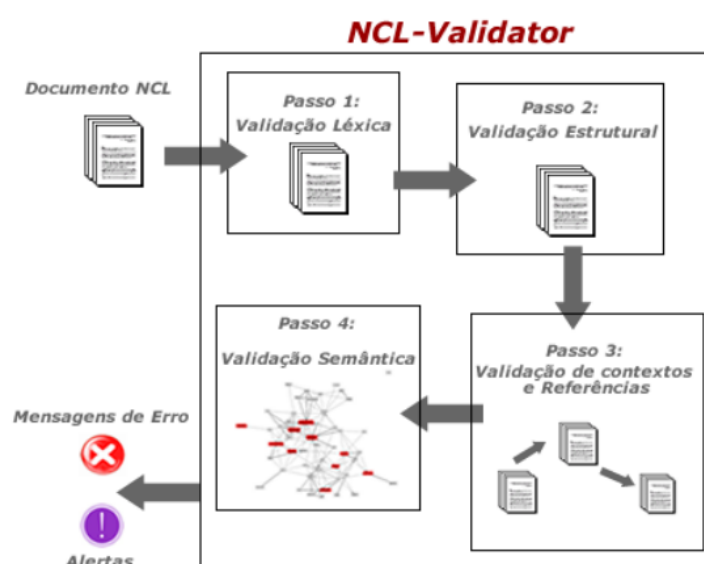 NCL-Validator
Documento NCL
Passo 1:
Validação Léxica
Passo 2:
Validação Estrutural
Passo 3:
Validação de contextos
e Referências
Passo 4:
Validação Semântica
Mensagens de Erro
Alertas